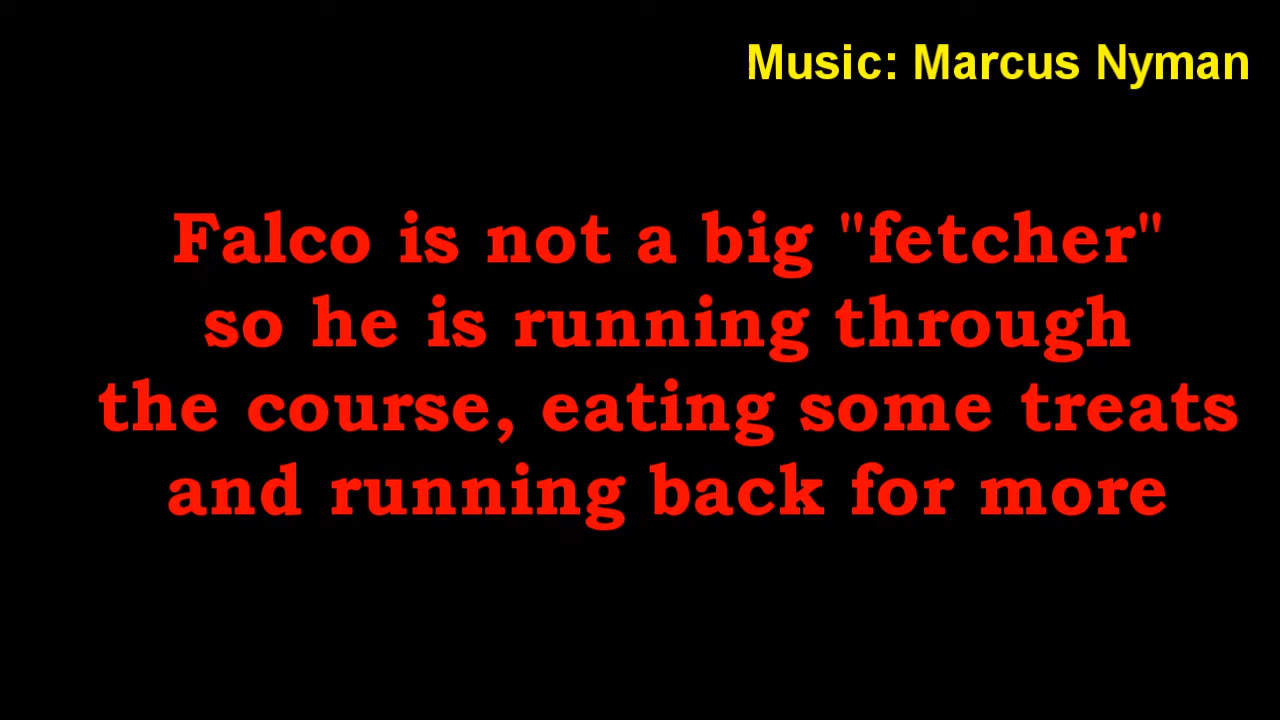 Music: Marcus Nyman
Falco is not a big "fetcher"
so he is running through
the course, eating some treats
and running back for more